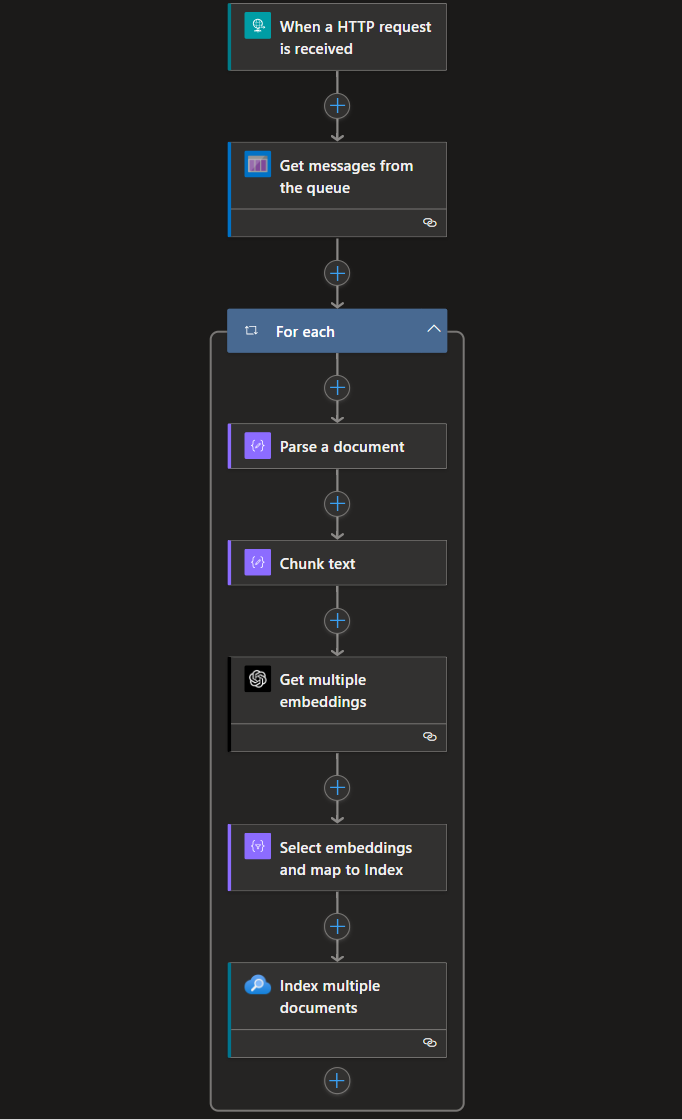 When a HTTP request
is received
Get messages from
the queue
For each
Parse a document
Chunk text
Get multiple
embeddings
Select embeddings
and map to Index
Index multiple
documents